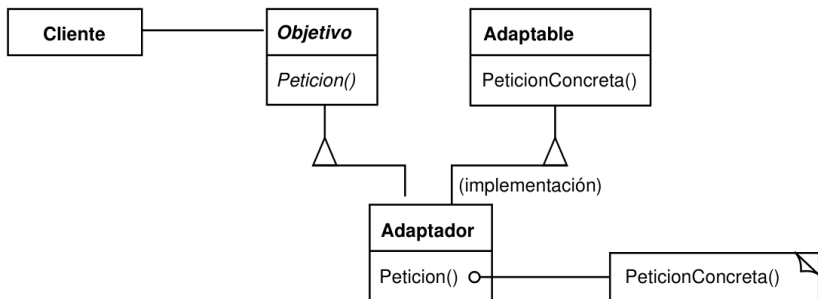 Cliente
Objetivo
Peticion()
Adaptable
PeticionConcreta()
(implementación)
Adaptador
Peticion()
PeticionConcreta()